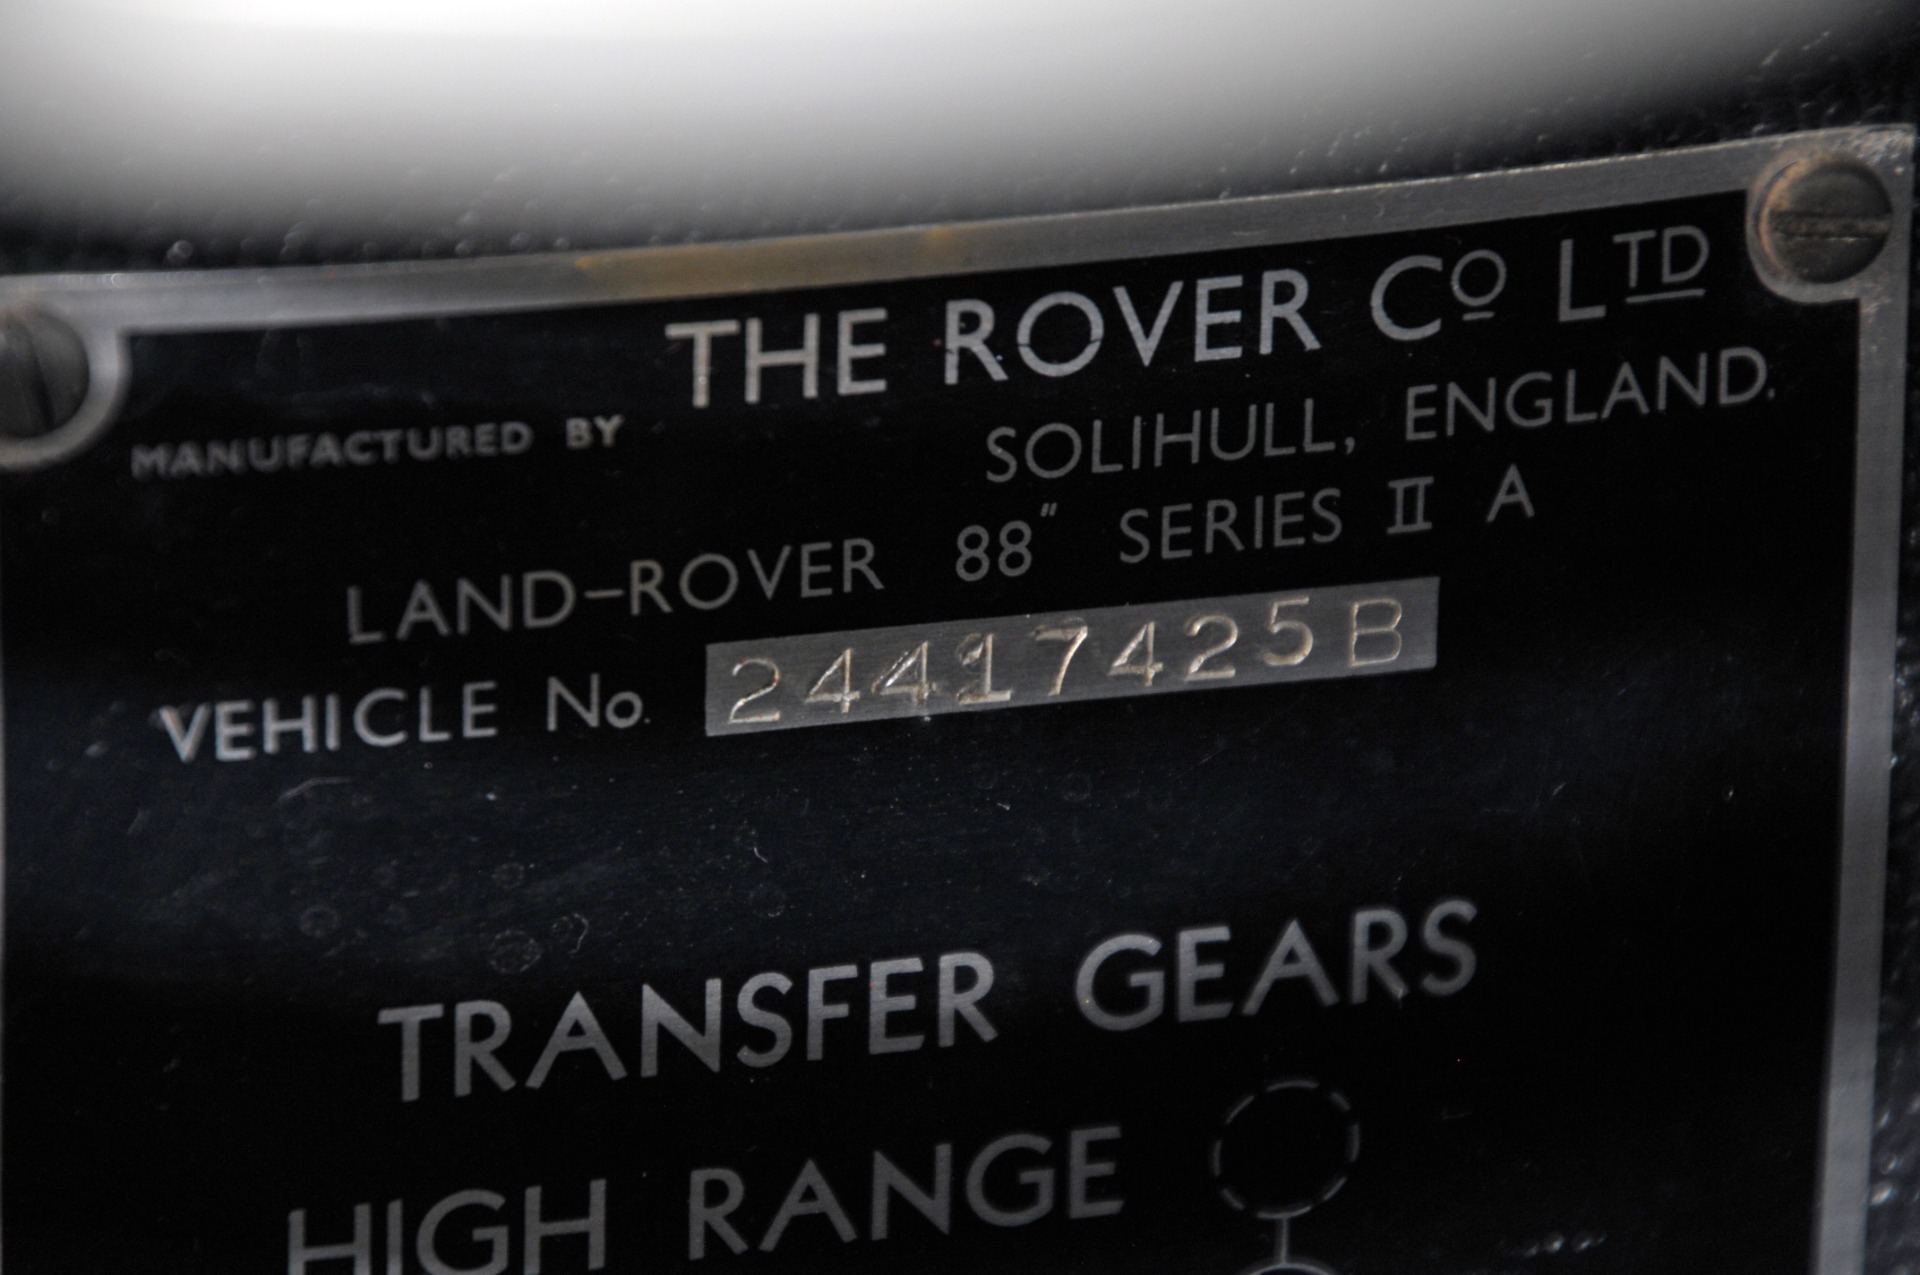 THE ROVER Cº LTD
MANUFACTURED BY
SOLIHULL, ENGLAND.
LAND-ROVER 88" SERIES II A
VEHICLE No. 24417425B
TRANSFER GEARS
HIGH RANGE